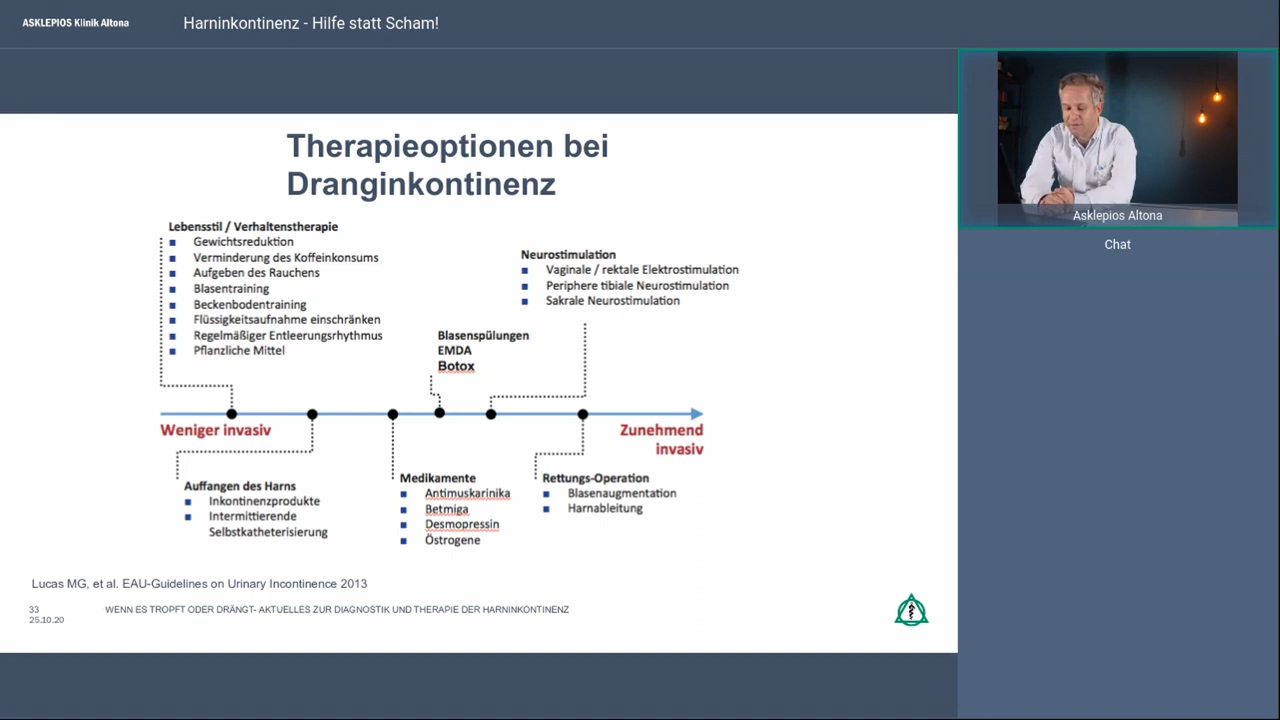 ASKLEPIOS Klinik Altona
Harninkontinenz - Hilfe statt Scham!
Therapieoptionen bei
Dranginkontinenz
Lebensstil / Verhaltenstherapie
Gewichtsreduktion
Verminderung des Koffeinkonsums
Aufgeben des Rauchens
Blasentraining
Beckenbodentraining
Flüssigkeitsaufnahme einschränken
Regelmäßiger Entleerungsrhythmus
Pflanzliche Mittel
Neurostimulation
Vaginale / rektale Elektrostimulation
Periphere tibiale Neurostimulation
Sakrale Neurostimulation
Blasenspülungen
EMDA
Botox
Weniger invasiv
Zunehmend
invasiv
Auffangen des Harns
Inkontinenzprodukte
Intermittierende
Selbstkatheterisierung
Medikamente
Antimuskarinika
Betmiga
Desmopressin
Östrogene
Rettungs-Operation
Blasenaugmentation
Harnableitung
Lucas MG, et al. EAU-Guidelines on Urinary Incontinence 2013
33
25.10.20
WENN ES TROPFT ODER DRÄNGT- AKTUELLES ZUR DIAGNOSTIK UND THERAPIE DER HARNINKONTINENZ
Asklepios Altona
Chat